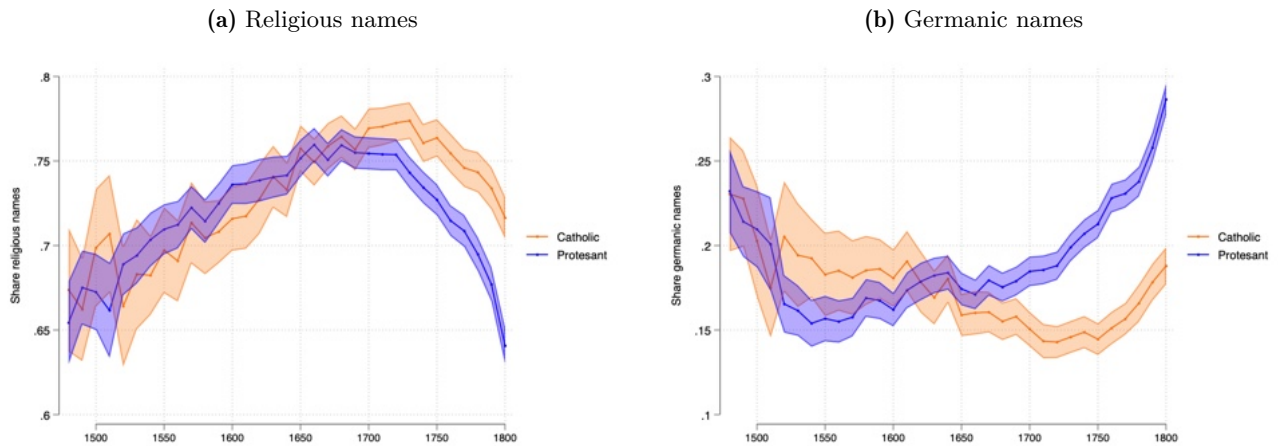 (a) Religious names
.8
.75
.7
.65
.6
Share religious names
1500 1550 1600 1650 1700 1750 1800
Catholic
Protesant
(b) Germanic names
.3
.25
.2
.15
.1
Share germanic names
1500 1550 1600 1650 1700 1750 1800
Catholic
Protesant